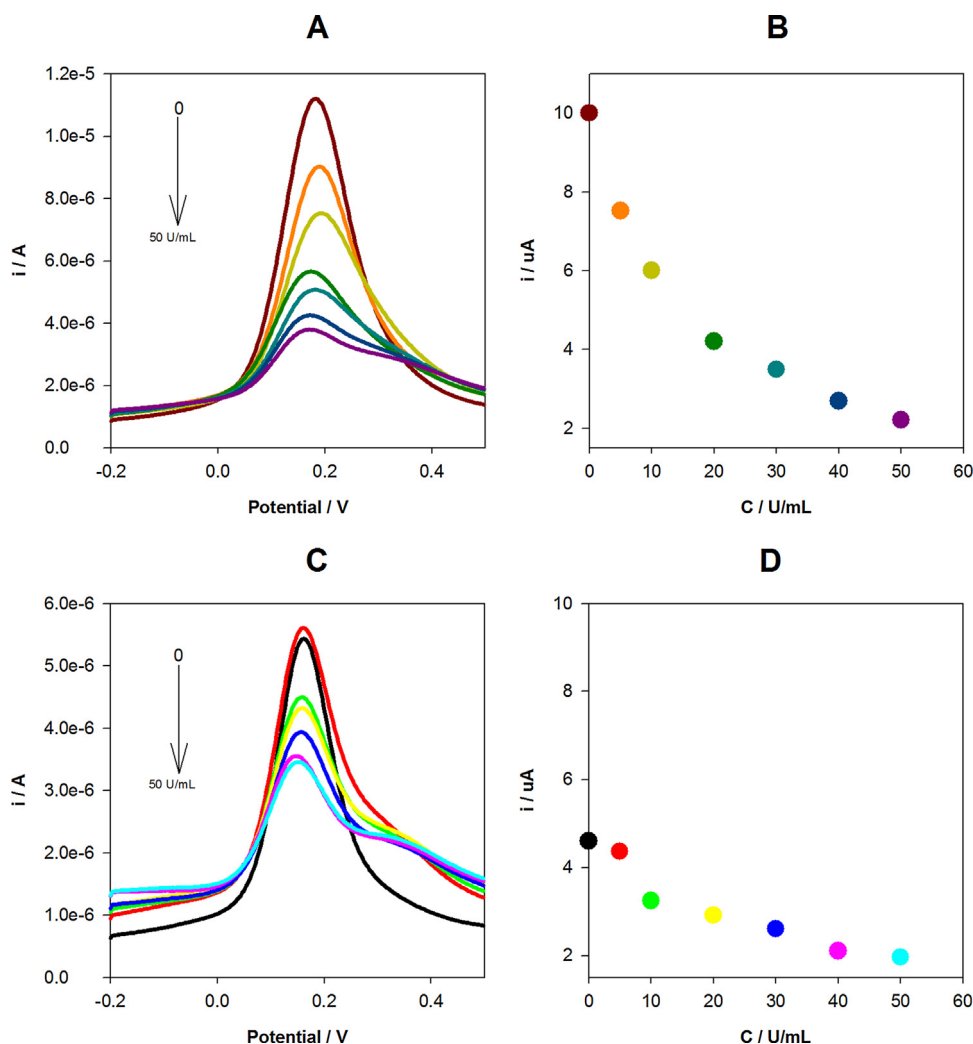 A
B
1.2e-5
1.0e-5
8.0e-6
6.0e-6
4.0e-6
2.0e-6
0.0
i / A
0
50 U/mL
-0.2
0.0
0.2
0.4
Potential / V
10
8
6
4
2
i / uA
0
10
20
30
40
50
60
C / U/mL
C
D
6.0e-6
5.0e-6
4.0e-6
3.0e-6
2.0e-6
1.0e-6
0.0
i / A
0
50 U/mL
-0.2
0.0
0.2
0.4
Potential / V
10
8
6
4
2
i / uA
0
10
20
30
40
50
60
C / U/mL